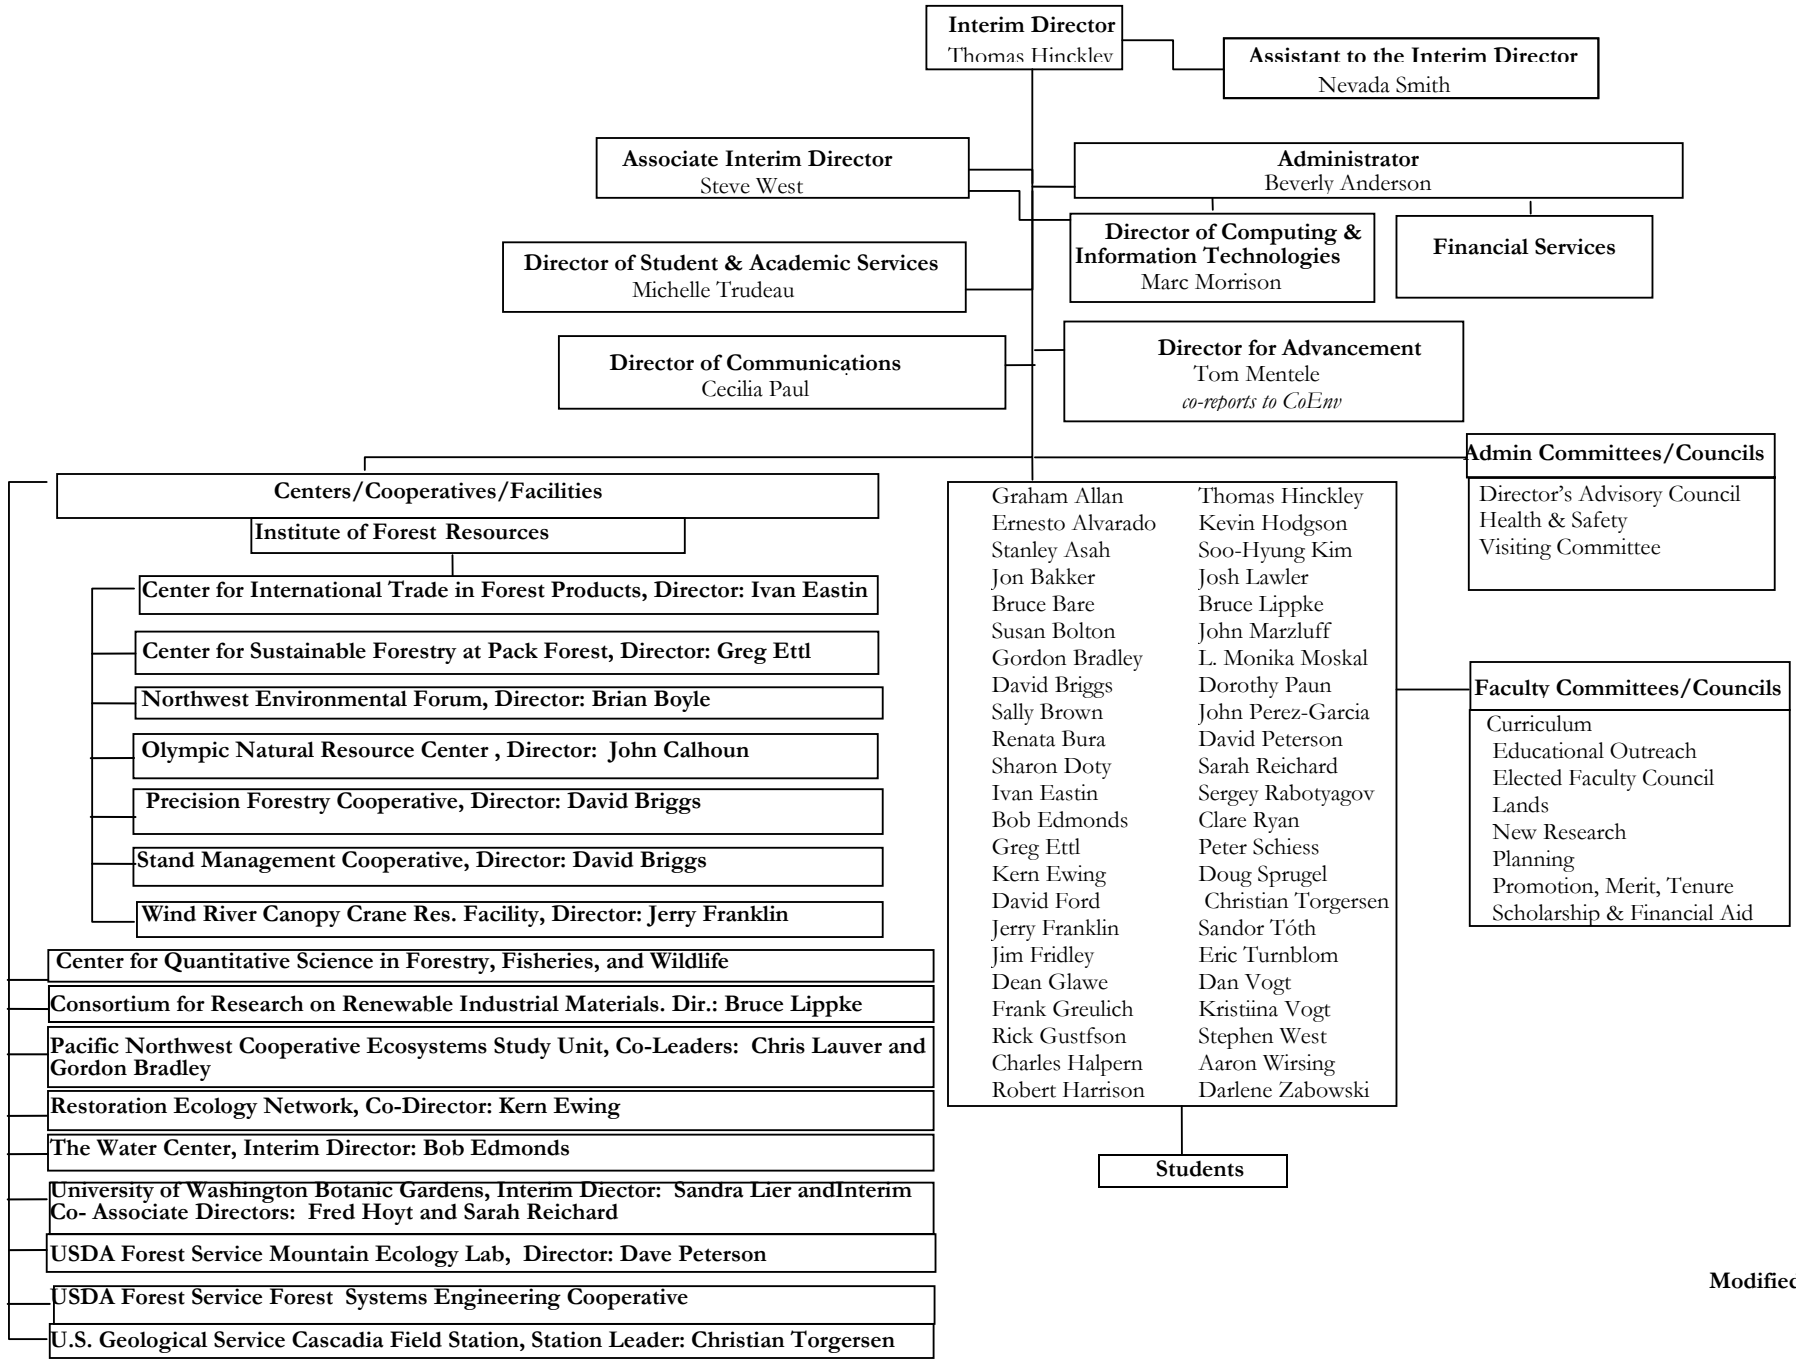 Interim Director
Thomas Hinckley
Assistant to the Interim Director
Nevada Smith
Associate Interim Director
Steve West
Administrator
Beverly Anderson
Director of Computing &
Information Technologies
Marc Morrison
Financial Services
Director of Student & Academic Services
Michelle Trudeau
Director of Communications
Cecilia Paul
Director for Advancement
Tom Mentele
co-reports to CoEnv
Admin Committees/Councils
Director's Advisory Council
Health & Safety
Visiting Committee
Centers/Cooperatives/Facilities
Institute of Forest Resources
Center for International Trade in Forest Products, Director: Ivan Eastin
Center for Sustainable Forestry at Pack Forest, Director: Greg Ettl
Northwest Environmental Forum, Director: Brian Boyle
Olympic Natural Resource Center , Director: John Calhoun
Precision Forestry Cooperative, Director: David Briggs
Stand Management Cooperative, Director: David Briggs
Wind River Canopy Crane Res. Facility, Director: Jerry Franklin
Center for Quantitative Science in Forestry, Fisheries, and Wildlife
Consortium for Research on Renewable Industrial Materials. Dir.: Bruce Lippke
Pacific Northwest Cooperative Ecosystems Study Unit, Co-Leaders: Chris Lauver and
Gordon Bradley
Restoration Ecology Network, Co-Director: Kern Ewing
The Water Center, Interim Director: Bob Edmonds
University of Washington Botanic Gardens, Interim Diector: Sandra Lier andInterim
Co- Associate Directors: Fred Hoyt and Sarah Reichard
USDA Forest Service Mountain Ecology Lab, Director: Dave Peterson
USDA Forest Service Forest Systems Engineering Cooperative
U.S. Geological Service Cascadia Field Station, Station Leader: Christian Torgersen
Graham Allan
Ernesto Alvarado
Stanley Asah
Jon Bakker
Bruce Bare
Susan Bolton
Gordon Bradley
David Briggs
Sally Brown
Renata Bura
Sharon Doty
Ivan Eastin
Bob Edmonds
Greg Ettl
Kern Ewing
David Ford
Jerry Franklin
Jim Fridley
Dean Glawe
Frank Greulich
Rick Gustfson
Charles Halpern
Robert Harrison
Thomas Hinckley
Kevin Hodgson
Soo-Hyung Kim
Josh Lawler
Bruce Lippke
John Marzluff
L. Monika Moskal
Dorothy Paun
John Perez-Garcia
David Peterson
Sarah Reichard
Sergey Rabotyagov
Clare Ryan
Peter Schiess
Doug Sprugel
Christian Torgersen
Sandor Tóth
Eric Turnblom
Dan Vogt
Kristiina Vogt
Stephen West
Aaron Wirsing
Darlene Zabowski
Students
Faculty Committees/Councils
Curriculum
Educational Outreach
Elected Faculty Council
Lands
New Research
Planning
Promotion, Merit, Tenure
Scholarship & Financial Aid
Modified